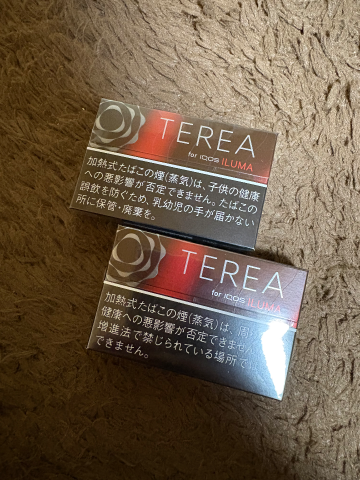 TEREA
for IQOS ILUMA
加熱式たばこの煙(蒸気)は、子供の健康
への悪影響が否定できません。たばこの
誤飲を防ぐため、乳幼児の手が届かない
所に保管・廃棄を。
TEREA
for IQOS ILUMA
加熱式たばこの煙(蒸気)は、周
健康への悪影響が否定できません
増進法で禁じられている場所で
できません。